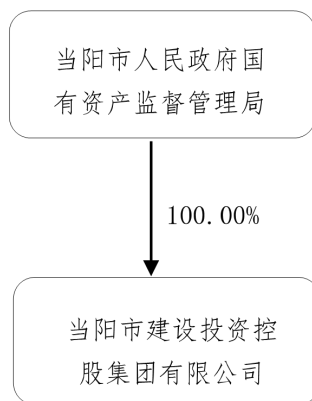 当阳市人民政府国
有资产监督管理局
100.00%
当阳市建设投资控
股集团有限公司